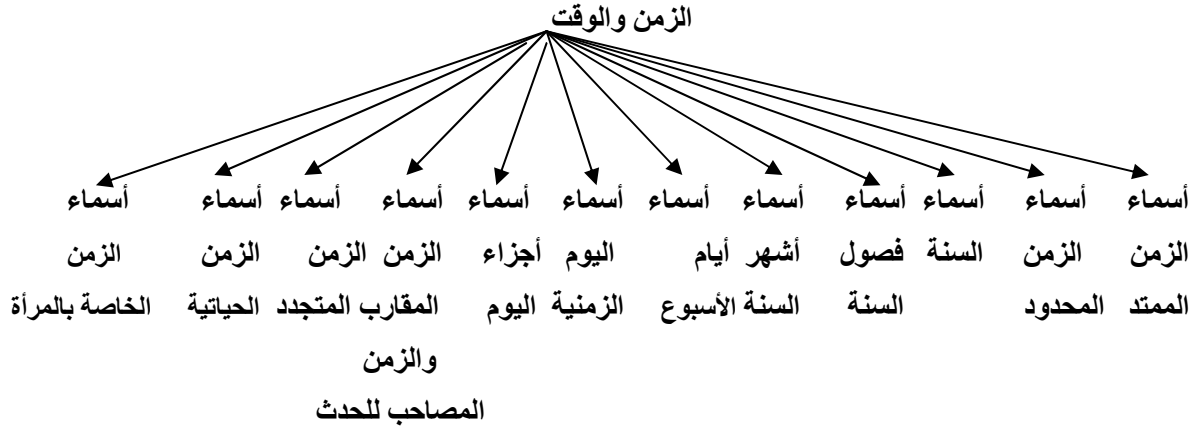 الزمن والوقت
أسماء أسماء أسماء أسماء أسماء أسماء أسماء أسماء أسماء أسماء أسماء أسماء
الزمن الزمن السنة فصول أشهر أيام اليوم أجزاء الزمن الزمن الزمن الزمن
الممتد المحدود السنة السنة الأسبوع الزمنية اليوم المقارب المتجدد الحياتية الخاصة بالمرأة
والزمن
المصاحب للحدث